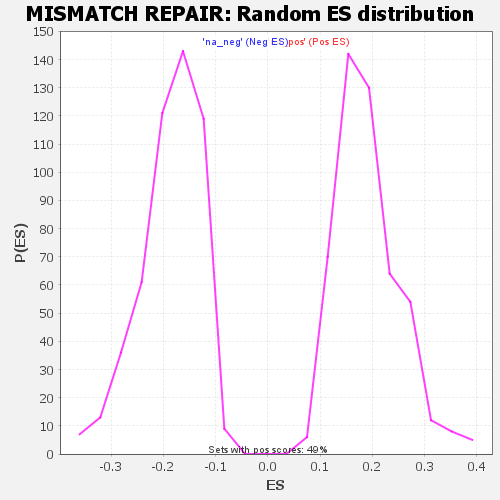 MISMATCH REPAIR: Random ES distribution
'na_neg' (Neg ES)pos' (Pos ES)
150
140
130
120
110
100
90
80
70
60
50
40
30
20
10
0
P(ES)
Sets with pos scores: 49%
-0.3 -0.2 -0.1 0.0 0.1 0.2 0.3 0.4
ES